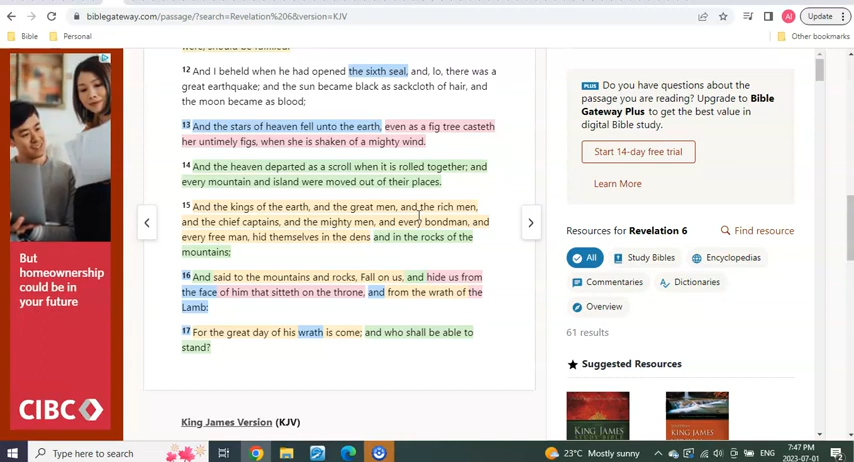 biblegateway.com/passage/?search=Revelation%206&version=KJV
AI
Update
Bible
Personal
Other bookmarks
12 And I beheld when he had opened the sixth seal, and, lo, there was a
great earthquake; and the sun became black as sackcloth of hair, and
the moon became as blood;
13 And the stars of heaven fell unto the earth, even as a fig tree casteth
her untimely figs, when she is shaken of a mighty wind.
14 And the heaven departed as a scroll when it is rolled together; and
every mountain and island were moved out of their places.
15 And the kings of the earth, and the great men, and the rich men,
and the chief captains, and the mighty men, and every bondman, and
every free man, hid themselves in the dens and in the rocks of the
mountains;
16 And said to the mountains and rocks, Fall on us, and hide us from
the face of him that sitteth on the throne, and from the wrath of the
Lamb:
17 For the great day of his wrath is come; and who shall be able to
stand?
King James Version (KJV)
But
homeownership
could be in
your future
CIBC
PLUS Do you have questions about the
passage you are reading? Upgrade to Bible
Gateway Plus to get the best value in
digital Bible study.
Start 14-day free trial
Learn More
Resources for Revelation 6
Find resource
All
Study Bibles
Encyclopedias
Commentaries
Dictionaries
Overview
61 results
Suggested Resources
KING JAMES
KING JAMES
Type here to search
23°C Mostly sunny
ENG
7:47 PM
2023-07-01
2